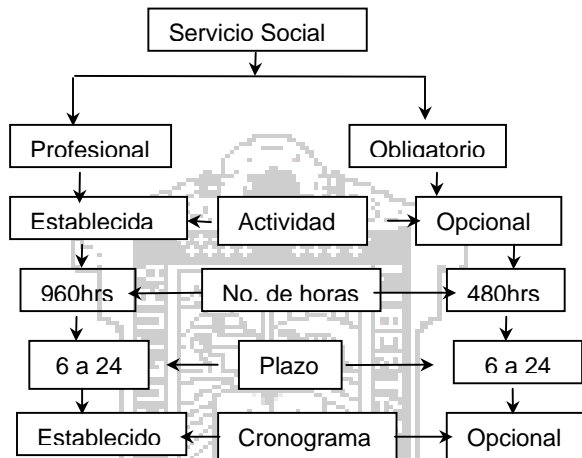 Servicio Social
Profesional
Obligatorio
Establecida
Actividad
Opcional
960hrs
No. de horas
480hrs
6 a 24
Plazo
6 a 24
Establecido
Cronograma
Opcional